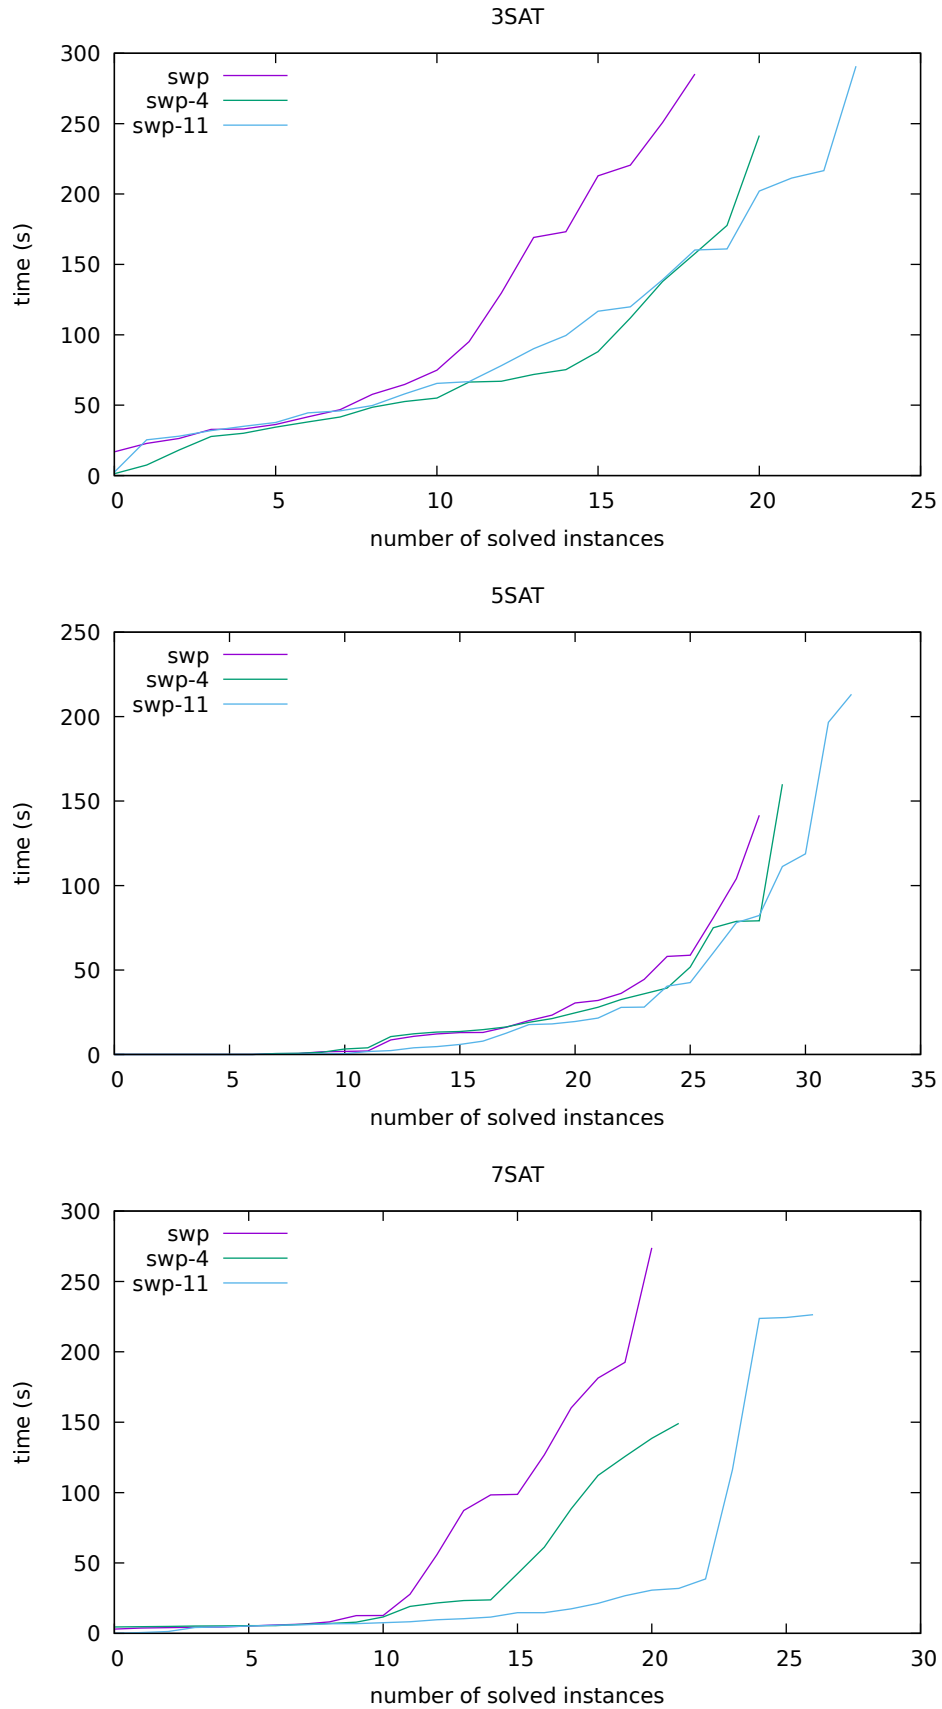 3SAT
300
250
200
150
100
50
0
time (s)
swp
swp-4
swp-11
0 5 10 15 20 25
number of solved instances
5SAT
250
200
150
100
50
0
time (s)
swp
swp-4
swp-11
0 5 10 15 20 25 30 35
number of solved instances
7SAT
300
250
200
150
100
50
0
time (s)
swp
swp-4
swp-11
0 5 10 15 20 25 30
number of solved instances